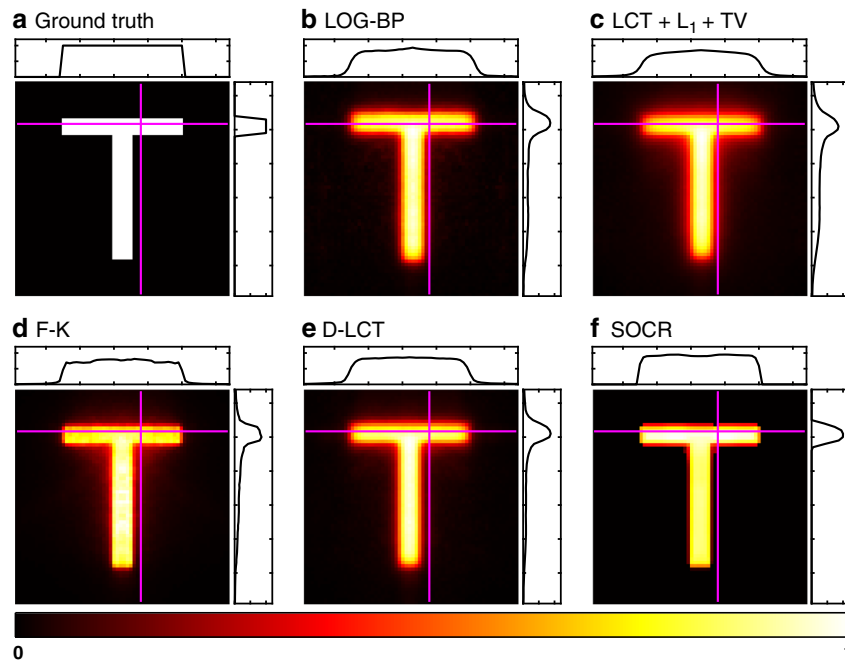 a Ground truth
b LOG-BP
c LCT + L1 + TV
d F-K
e D-LCT
f SOCR
0